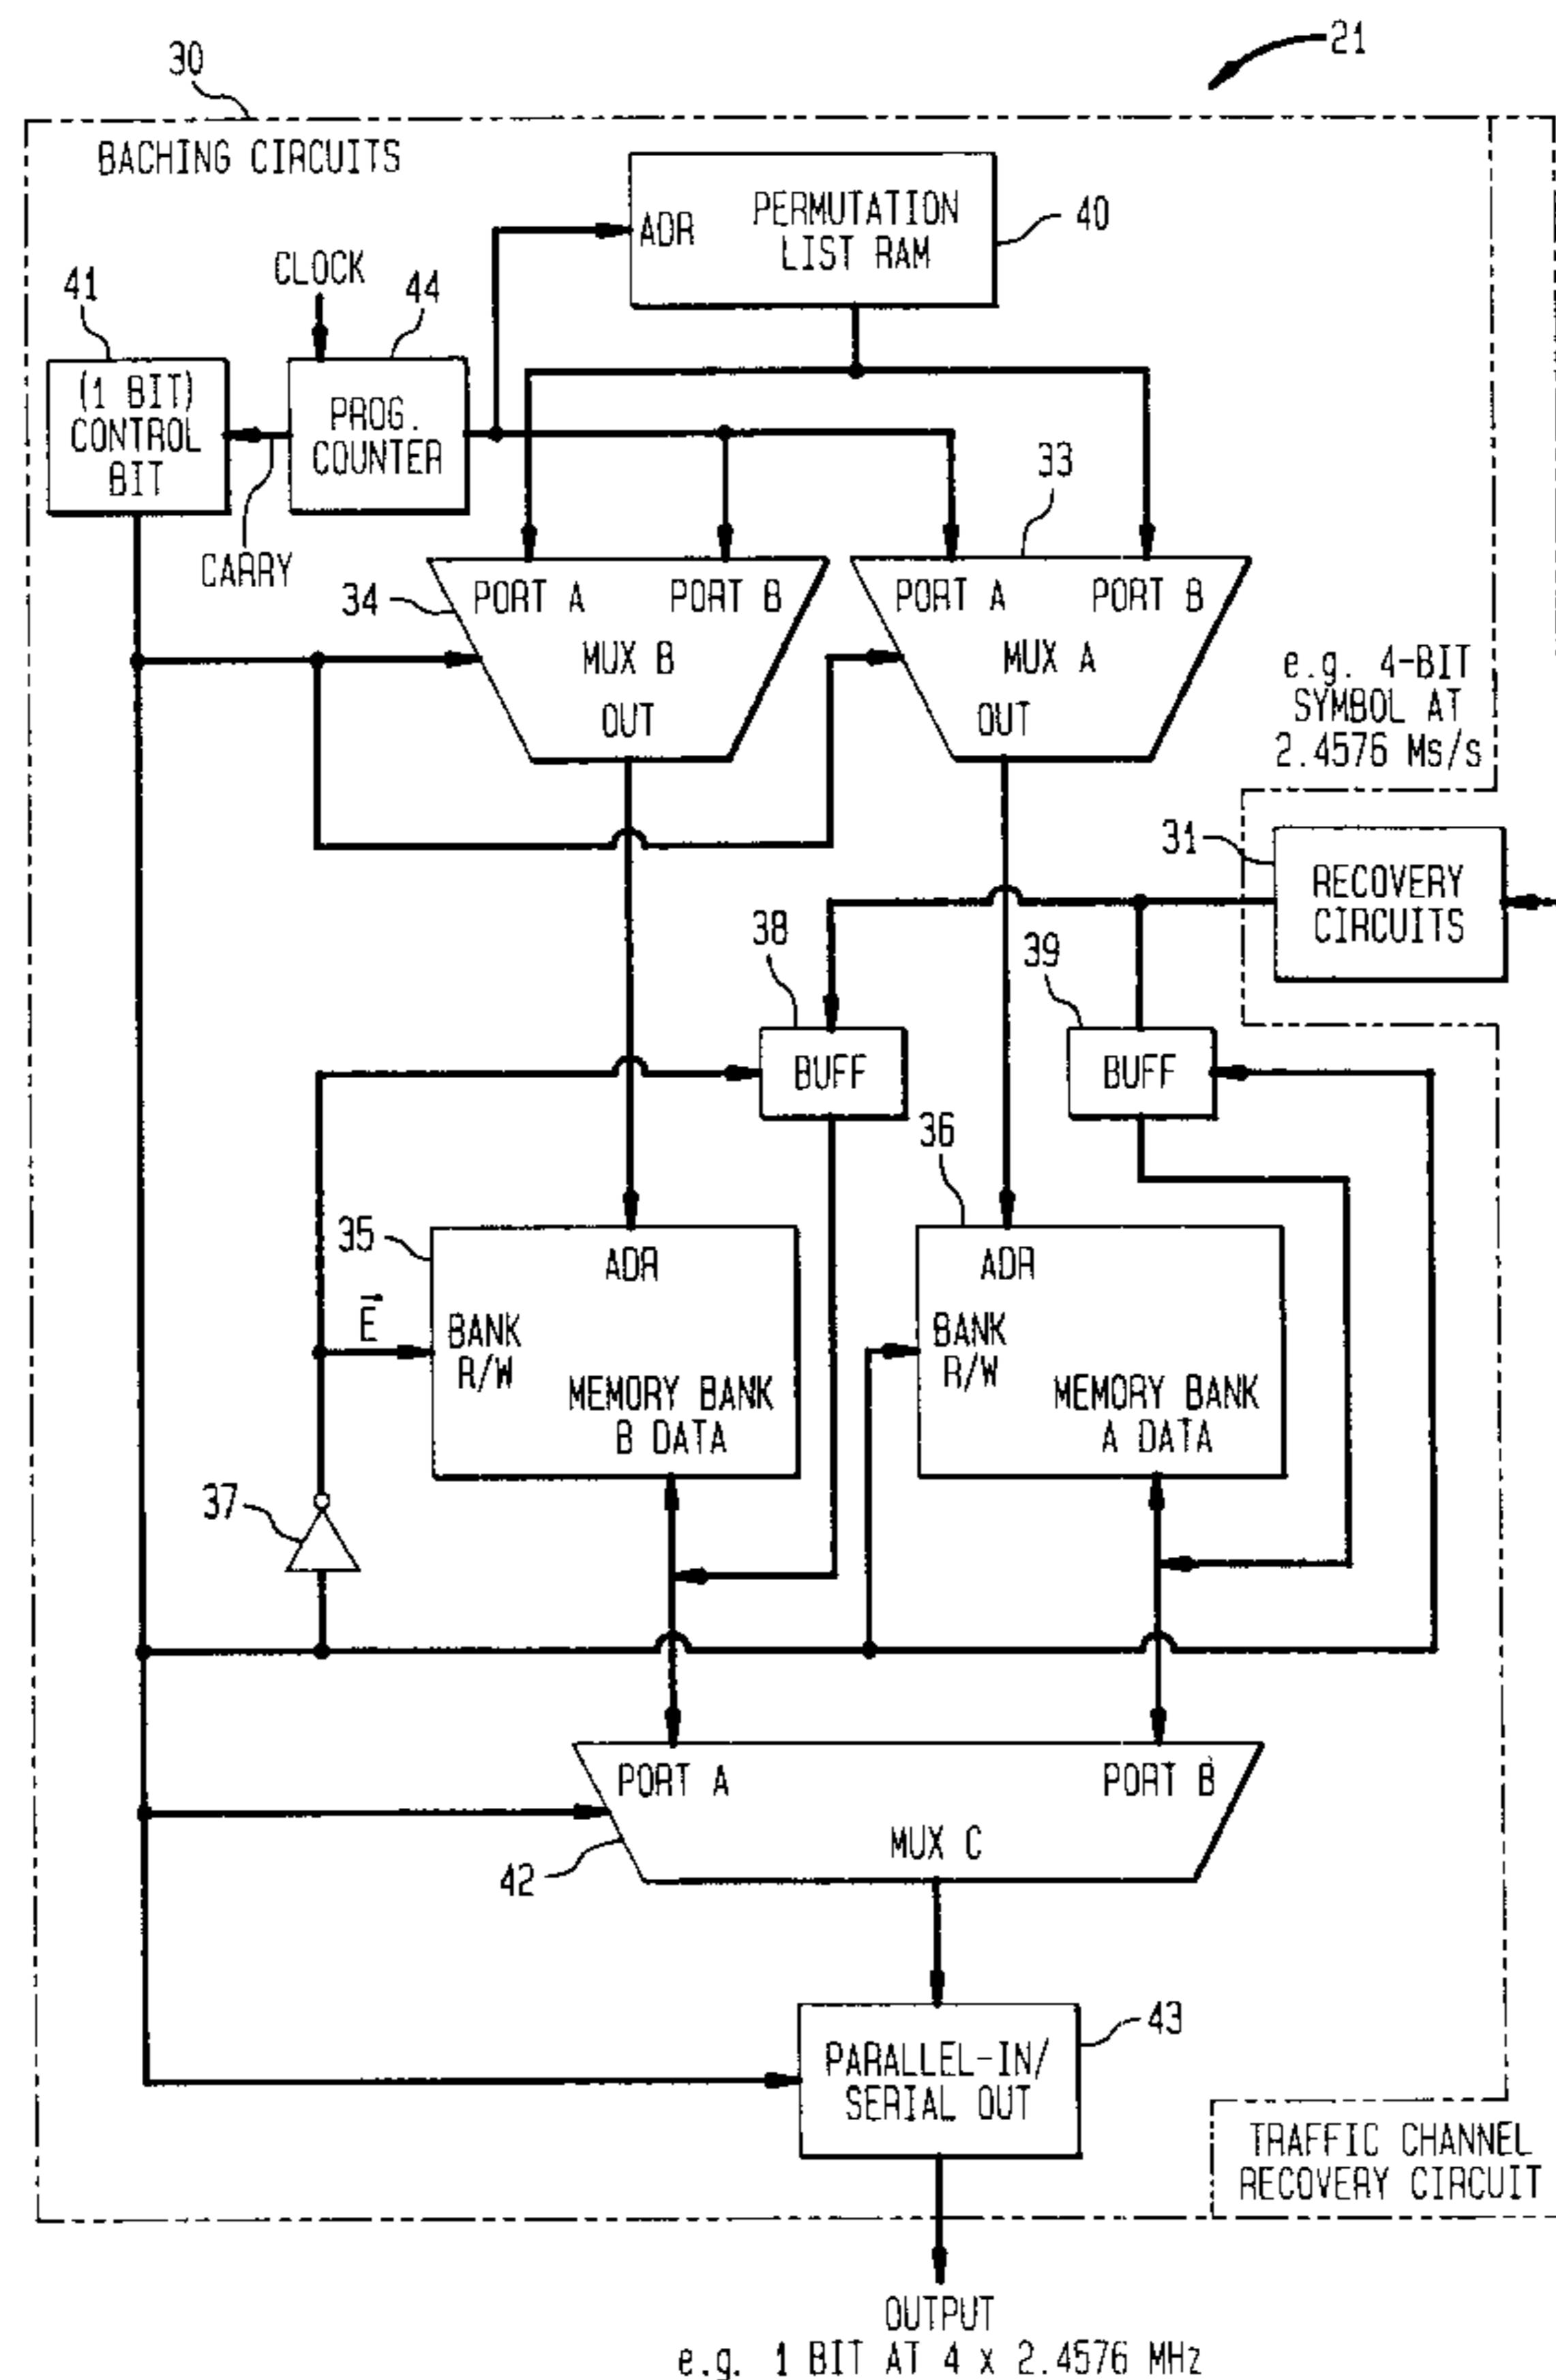 21
30
BACHING CIRCUITS
ADR
PERMUTATION
LIST RAM
40
CLOCK
41
44
(1 BIT)
CONTROL
BIT
PROG.
COUNTER
CARRY
33
34
PORT A
PORT B
MUX B
OUT
PORT A
PORT B
MUX A
OUT
e.g. 4-BIT
SYMBOL AT
2.4576 Ms/s
31
RECOVERY
CIRCUITS
38
BUFF
39
BUFF
35
ADR
E
BANK
R/W
MEMORY BANK
B DATA
36
ADR
BANK
R/W
MEMORY BANK
A DATA
37
PORT A
PORT B
MUX C
42
PARALLEL-IN/
SERIAL OUT
43
TRAFFIC CHANNEL
RECOVERY CIRCUIT
OUTPUT
e.g. 1 BIT AT 4 x 2.4576 MHz